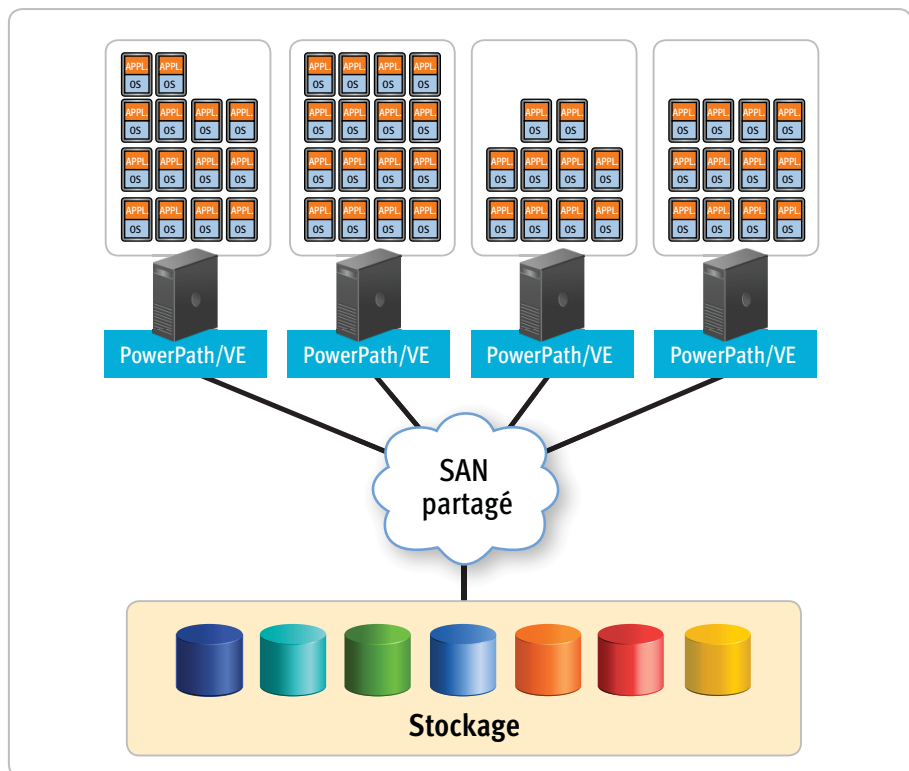 APPL. APPL. APPL. APPL. APPL. APPL.
OS OS OS OS OS OS
APPL. APPL. APPL. APPL. APPL. APPL. APPL. APPL. APPL. APPL. APPL. APPL. APPL. APPL.
OS OS OS OS OS OS OS OS OS OS OS OS OS OS
APPL. APPL. APPL. APPL. APPL. APPL. APPL. APPL. APPL. APPL. APPL. APPL. APPL. APPL. APPL. APPL.
OS OS OS OS OS OS OS OS OS OS OS OS OS OS OS OS
APPL. APPL. APPL. APPL. APPL. APPL. APPL. APPL. APPL. APPL. APPL. APPL. APPL. APPL. APPL. APPL.
OS OS OS OS OS OS OS OS OS OS OS OS OS OS OS OS
PowerPath/VE PowerPath/VE PowerPath/VE PowerPath/VE
SAN
partagé
Stockage